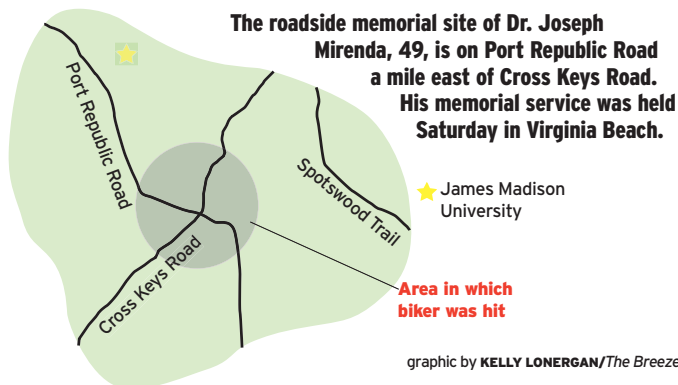 The roadside memorial site of Dr. Joseph
Mirenda, 49, is on Port Republic Road
a mile east of Cross Keys Road.
His memorial service was held
Saturday in Virginia Beach.
Port Republic Road
Spotswood Trail
James Madison
University
Cross Keys Road
Area in which
biker was hit
graphic by KELLY LONERGAN/The Breeze